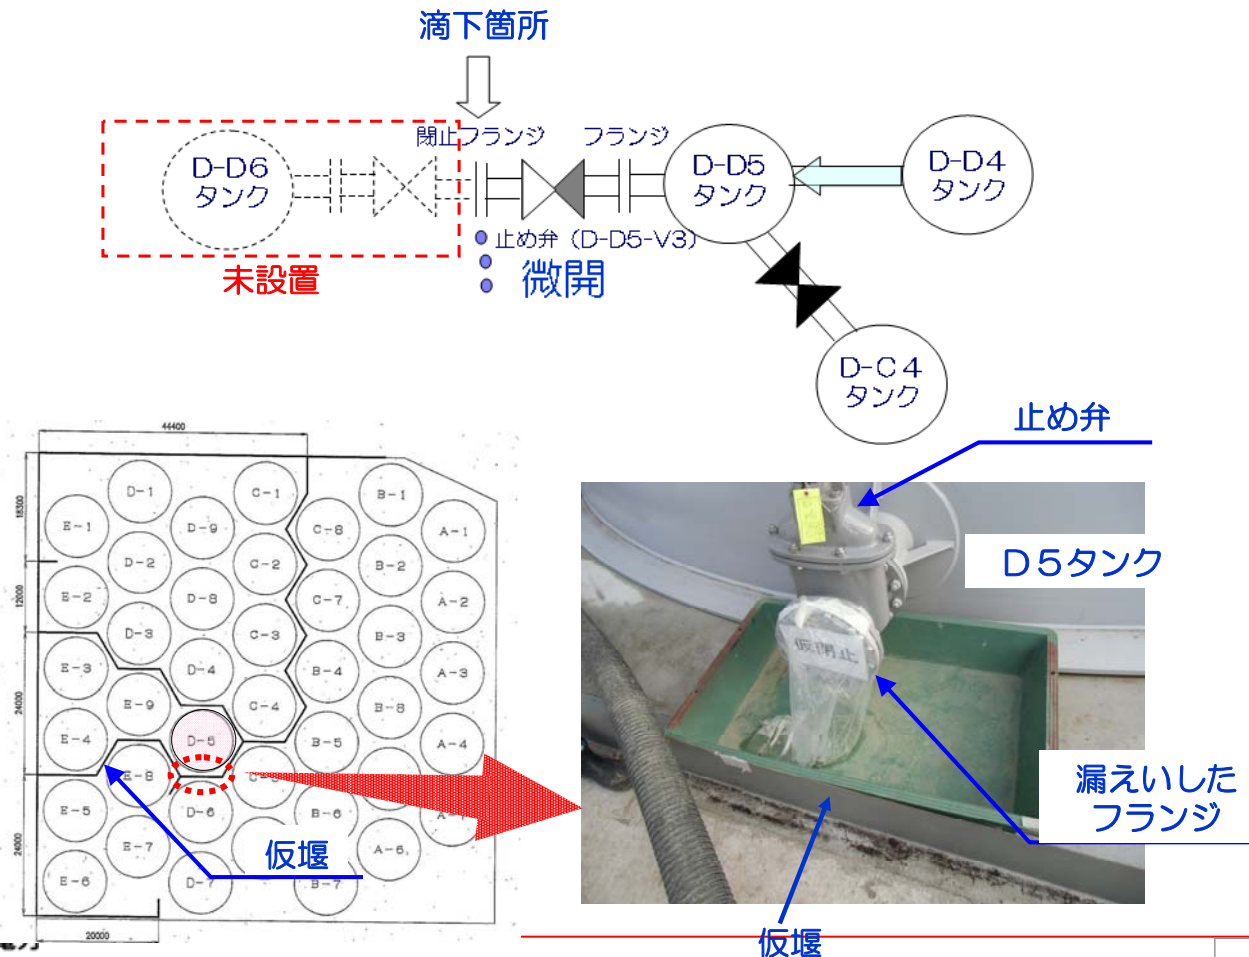 滴下箇所
閉止フランジ
フランジ
D-D6
タンク
D-D5
タンク
D-D4
タンク
止め弁（D-D5-V3）
微開
未設置
D-C4
タンク
止め弁
44400
18300
12000
24000
24000
20000
D-1
C-1
B-1
E-1
D-9
C-8
A-1
D-2
C-2
B-2
E-2
D-8
C-7
A-2
D-3
C-3
B-3
E-3
D-4
B-4
A-3
E-9
C-4
B-8
E-4
D-5
B-5
A-4
E-8
E-5
D-6
B-6
E-7
A-6
E-6
D-7
B-7
仮堰
D5タンク
仮閉止
漏えいした
フランジ
仮堰